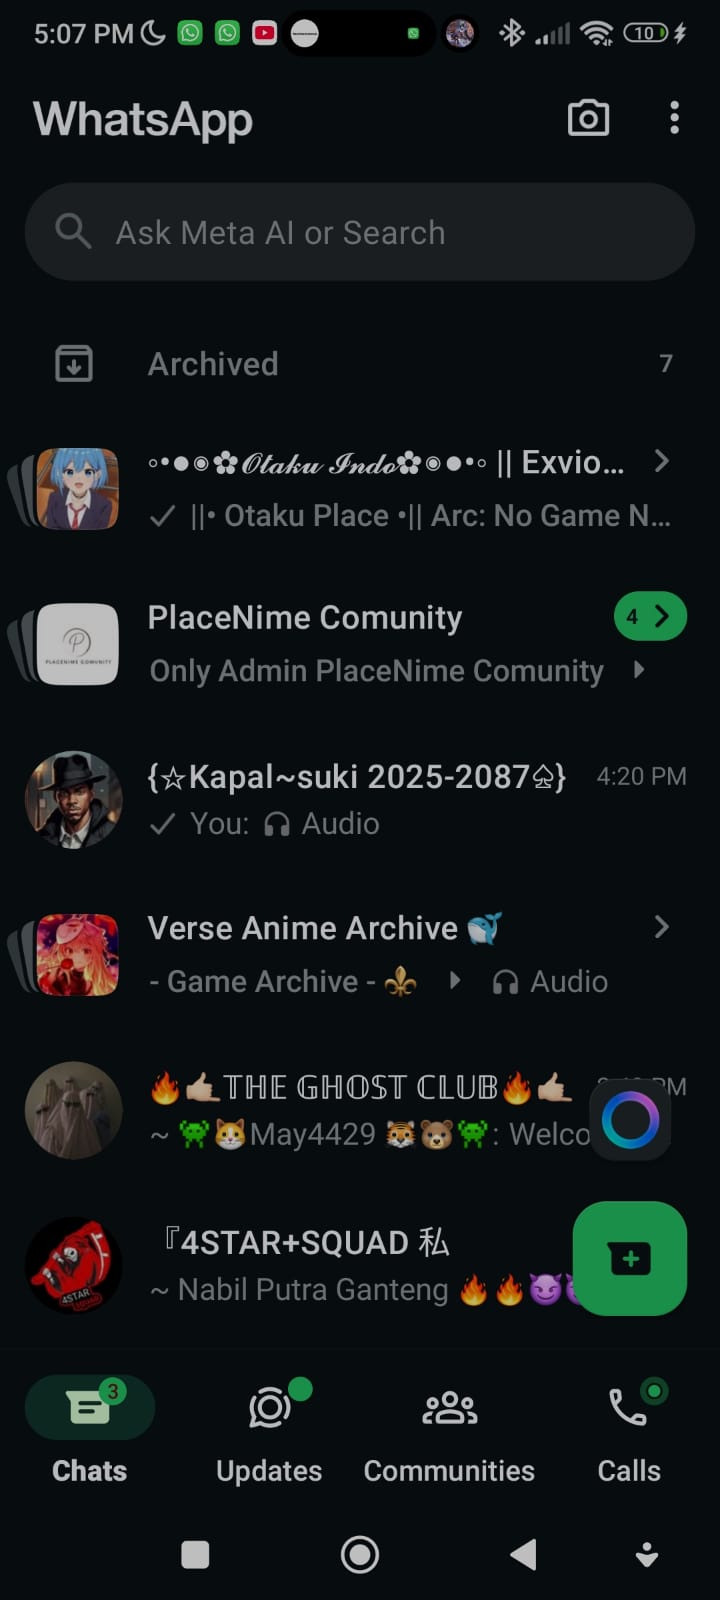 5:07 PM
10
WhatsApp
Ask Meta AI or Search
Archived
7
◦•●◉✿𝓞𝓽𝓪𝓴𝓾 𝓘𝓷𝓭𝓸✿◉●•◦ || Exvio...
||• Otaku Place •|| Arc: No Game N...
PlaceNime Comunity
4
PLACENIME COMUNITY
Only Admin PlaceNime Comunity
{☆Kapal~suki 2025-2087♤}
4:20 PM
You: 🎧 Audio
Verse Anime Archive 🐳
- Game Archive - ⚜️ 🎧 Audio
🔥🤙🏻𝕋ℍ𝔼 𝔾ℍ𝕆𝕊𝕋 ℂ𝕃𝕌𝔹🔥🤙🏻
PM
~ 👾🐱May4429 🐯🐻👾: Welco
『4STAR+SQUAD 私
4STAR
SQUAD
~ Nabil Putra Ganteng 🔥🔥😈
3
Chats
Updates
Communities
Calls